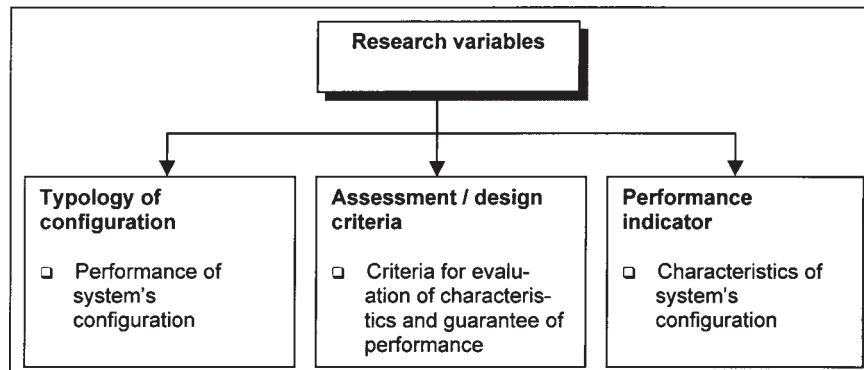 Research variables
Typology of
configuration
❑ Performance of
system's
configuration
Assessment / design
criteria
❑ Criteria for evalu-
ation of characteris-
tics and guarantee of
performance
Performance
indicator
❑ Characteristics of
system's
configuration